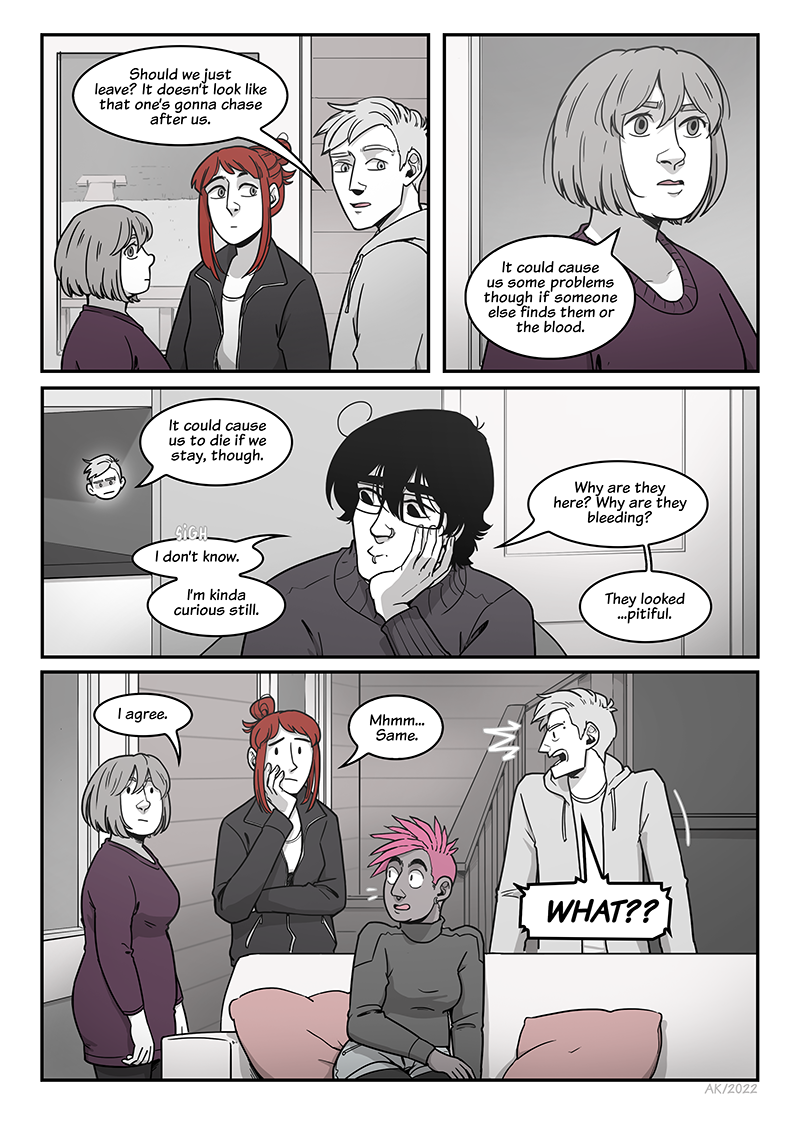 Should we just
leave? It doesn't look like
that one's gonna chase
after us.
It could cause
us some problems
though if someone
else finds them or
the blood.
It could cause
us to die if we
stay, though.
Why are they
here? Why are they
bleeding?
They looked
...pitiful.
SiGH
I don't know.
I'm kinda
curious still.
I agree.
Mhmm...
Same.
WHAT??
AK/2022